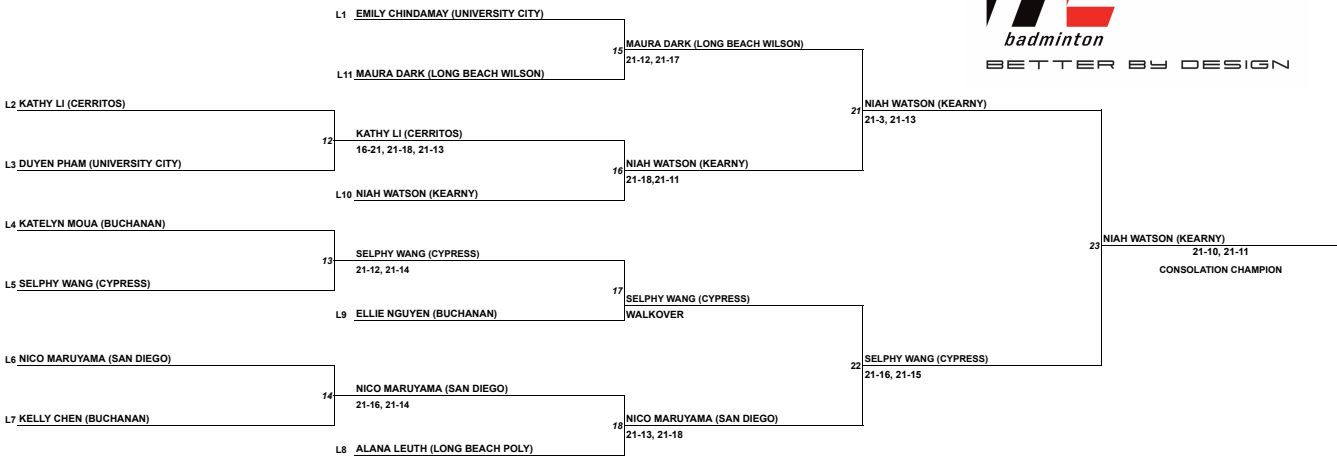 L1 EMILY CHINDAMAY (UNIVERSITY CITY)
badminton
BETTER BY DESIGN
15 MAURA DARK (LONG BEACH WILSON)
21-12, 21-17
L11 MAURA DARK (LONG BEACH WILSON)
L2 KATHY LI (CERRITOS)
21 NIAH WATSON (KEARNY)
21-3, 21-13
12 KATHY LI (CERRITOS)
16-21, 21-18, 21-13
L3 DUYEN PHAM (UNIVERSITY CITY)
16 NIAH WATSON (KEARNY)
21-18,21-11
L10 NIAH WATSON (KEARNY)
L4 KATELYN MOUA (BUCHANAN)
23 NIAH WATSON (KEARNY)
21-10, 21-11
CONSOLATION CHAMPION
13 SELPHY WANG (CYPRESS)
21-12, 21-14
L5 SELPHY WANG (CYPRESS)
17 SELPHY WANG (CYPRESS)
WALKOVER
L9 ELLIE NGUYEN (BUCHANAN)
L6 NICO MARUYAMA (SAN DIEGO)
22 SELPHY WANG (CYPRESS)
21-16, 21-15
14 NICO MARUYAMA (SAN DIEGO)
21-16, 21-14
L7 KELLY CHEN (BUCHANAN)
18 NICO MARUYAMA (SAN DIEGO)
21-13, 21-18
L8 ALANA LEUTH (LONG BEACH POLY)